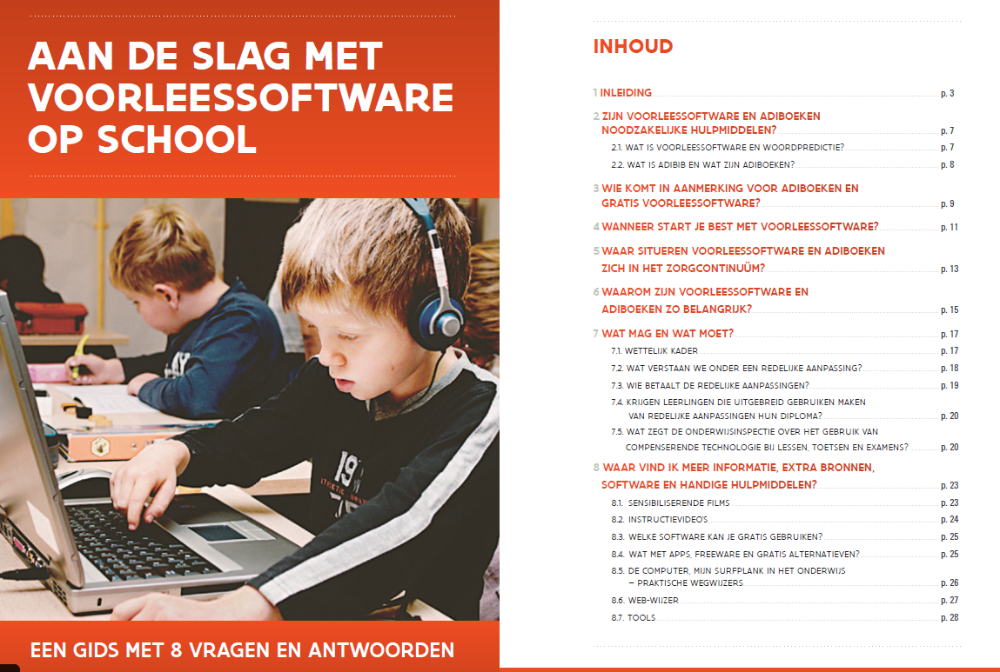 AAN DE SLAG MET
VOORLEESSOFTWARE
OP SCHOOL
EEN GIDS MET 8 VRAGEN EN ANTWOORDEN
INHOUD
1 INLEIDING p. 3
2 ZIJN VOORLEESSOFTWARE EN ADIBOEKEN
NOODZAKELIJKE HULPMIDDELEN? p. 7
2.1. WAT IS VOORLEESSOFTWARE EN WOORDPREDICTIE? p. 7
2.2. WAT IS ADIBIB EN WAT ZIJN ADIBOEKEN? p. 8
3 WIE KOMT IN AANMERKING VOOR ADIBOEKEN EN
GRATIS VOORLEESSOFTWARE? p. 9
4 WANNEER START JE BEST MET VOORLEESSOFTWARE? p. 11
5 WAAR SITUEREN VOORLEESSOFTWARE EN ADIBOEKEN
ZICH IN HET ZORGCONTINUÜM? p. 13
6 WAAROM ZIJN VOORLEESSOFTWARE EN
ADIBOEKEN ZO BELANGRIJK? p. 15
7 WAT MAG EN WAT MOET? p. 17
7.1. WETTELIJK KADER p. 17
7.2. WAT VERSTAAN WE ONDER EEN REDELIJKE AANPASSING? p. 18
7.3. WIE BETAALT DE REDELIJKE AANPASSINGEN? p. 19
7.4. KRIJGEN LEERLINGEN DIE UITGEBREID GEBRUIKEN MAKEN
VAN REDELIJKE AANPASSINGEN HUN DIPLOMA? p. 20
7.5. WAT ZEGT DE ONDERWIJSINSPECTIE OVER HET GEBRUIK VAN
COMPENSERENDE TECHNOLOGIE BIJ LESSEN, TOETSEN EN EXAMENS? p. 20
8 WAAR VIND IK MEER INFORMATIE, EXTRA BRONNEN,
SOFTWARE EN HANDIGE HULPMIDDELEN? p. 23
8.1. SENSIBILISERENDE FILMS p. 23
8.2. INSTRUCTIEVIDEO'S p. 24
8.3. WELKE SOFTWARE KAN JE GRATIS GEBRUIKEN? p. 25
8.4. WAT MET APPS, FREEWARE EN GRATIS ALTERNATIEVEN? p. 25
8.5. DE COMPUTER, MIJN SURFPLANK IN HET ONDERWIJS
– PRAKTISCHE WEGWIJZERS p. 26
8.6. WEB-WIJZER p. 27
8.7. TOOLS p. 28